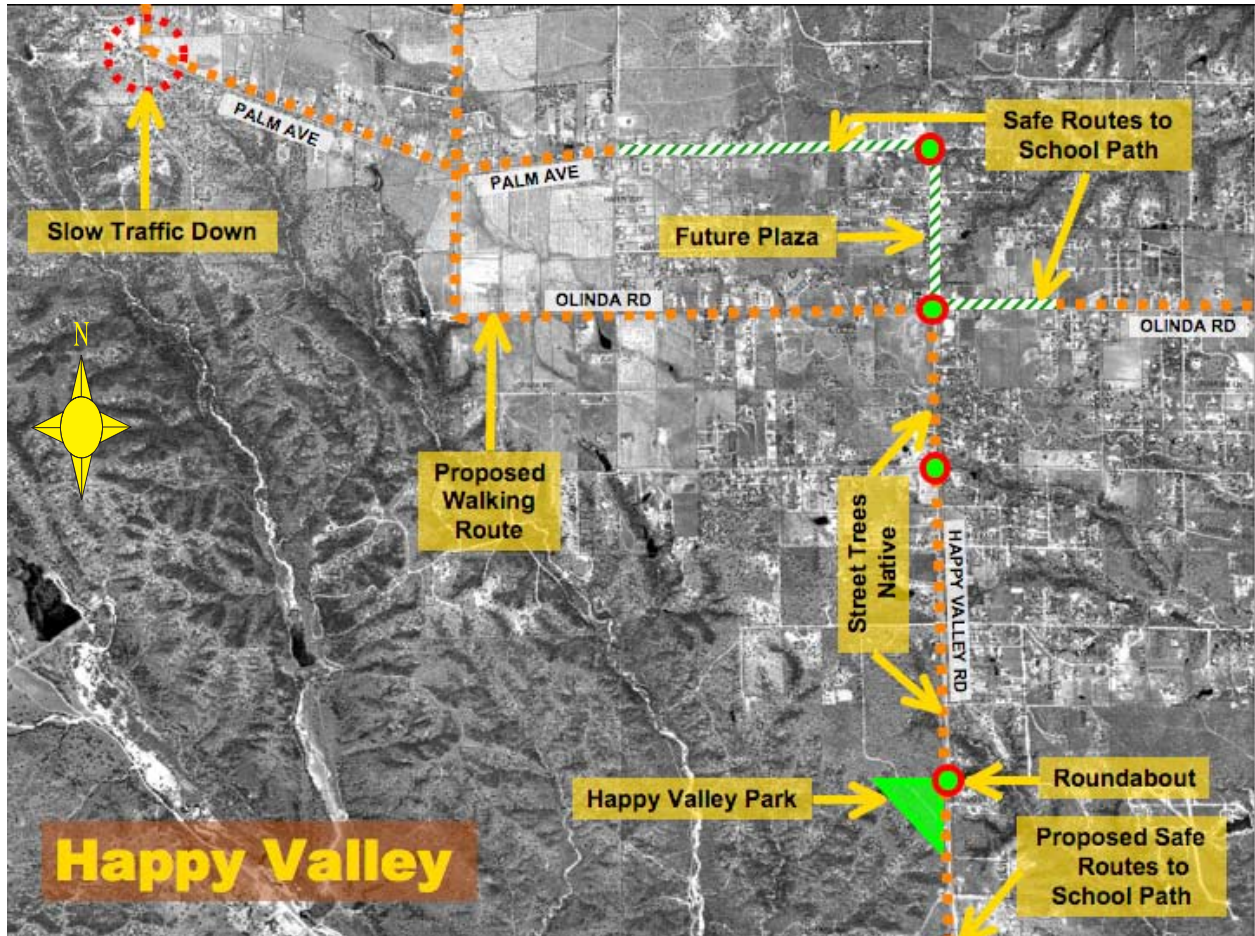 PALM AVE
Safe Routes to
School Path
PALM AVE
Slow Traffic Down
Future Plaza
OLINDA RD
OLINDA RD
N
Proposed
Walking
Route
Street Trees
Native
HAPPY VALLEY RD
Happy Valley Park
Roundabout
Happy Valley
Proposed Safe
Routes to
School Path